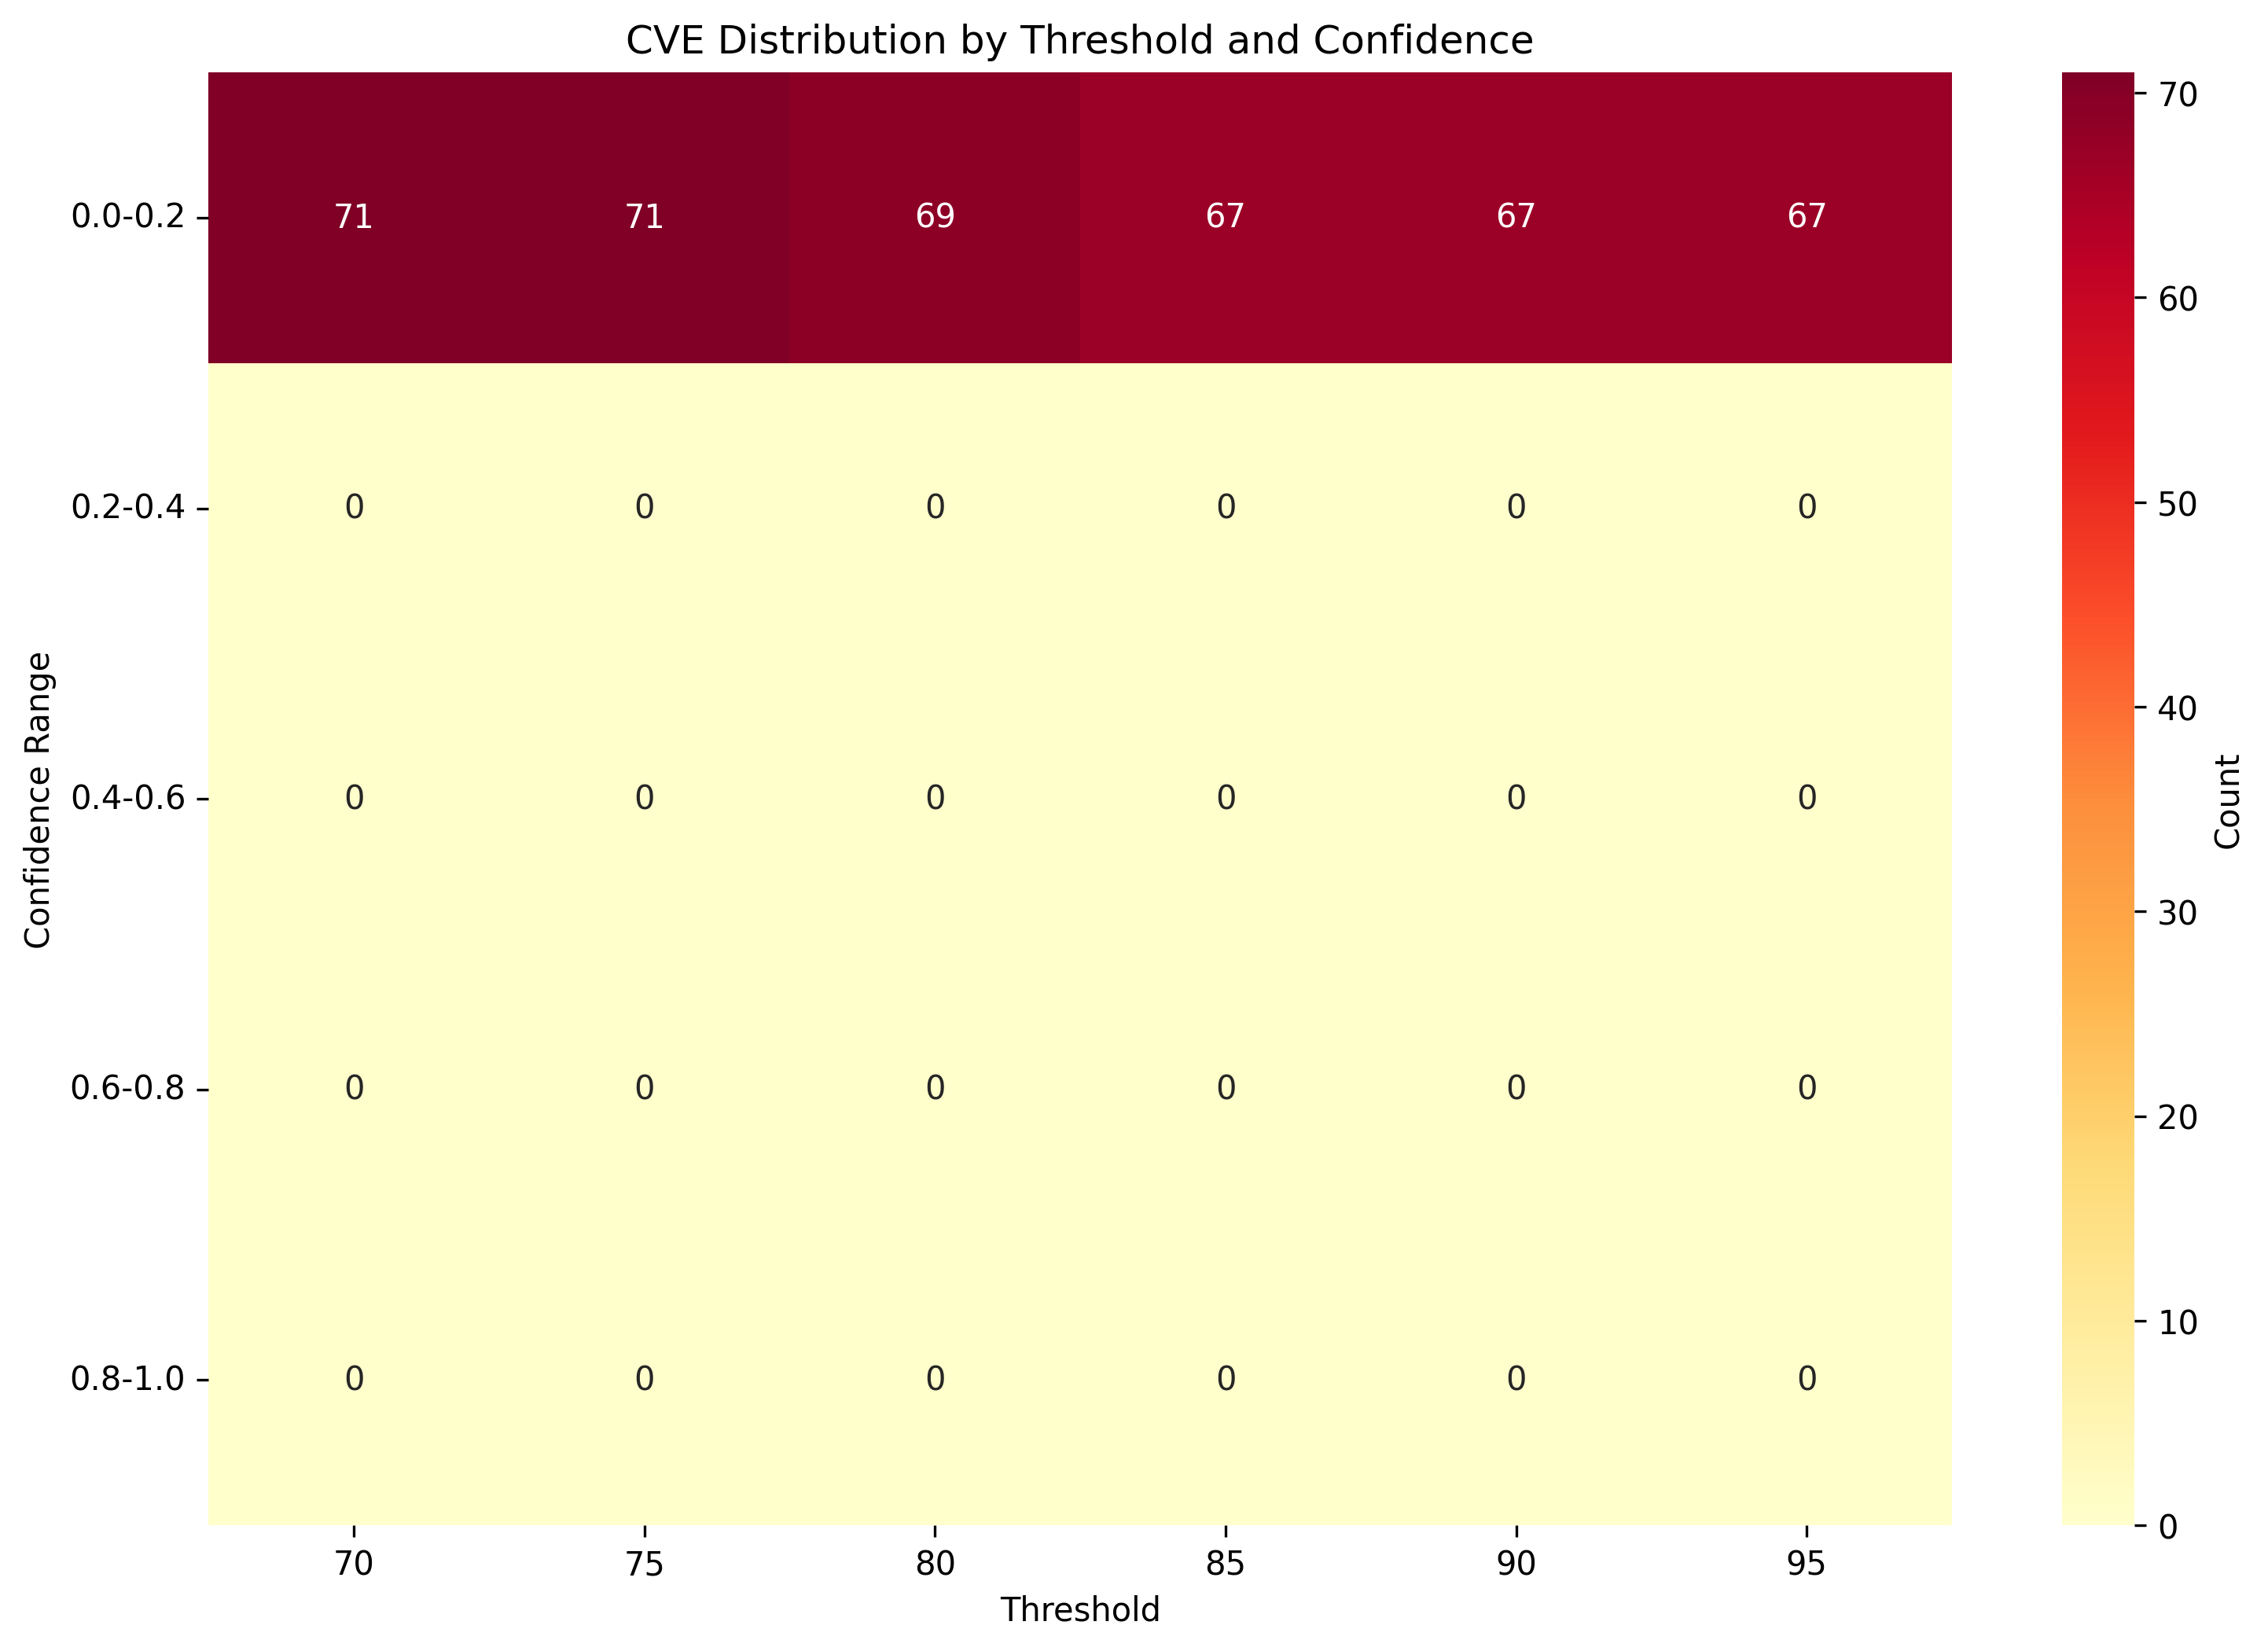 CVE Distribution by Threshold and Confidence
0.0-0.2 71 71 69 67 67 67
0.2-0.4 0 0 0 0 0 0
0.4-0.6 0 0 0 0 0 0
0.6-0.8 0 0 0 0 0 0
0.8-1.0 0 0 0 0 0 0
70 75 80 85 90 95
Threshold
Confidence Range
70
60
50
40
30
20
10
0
Count